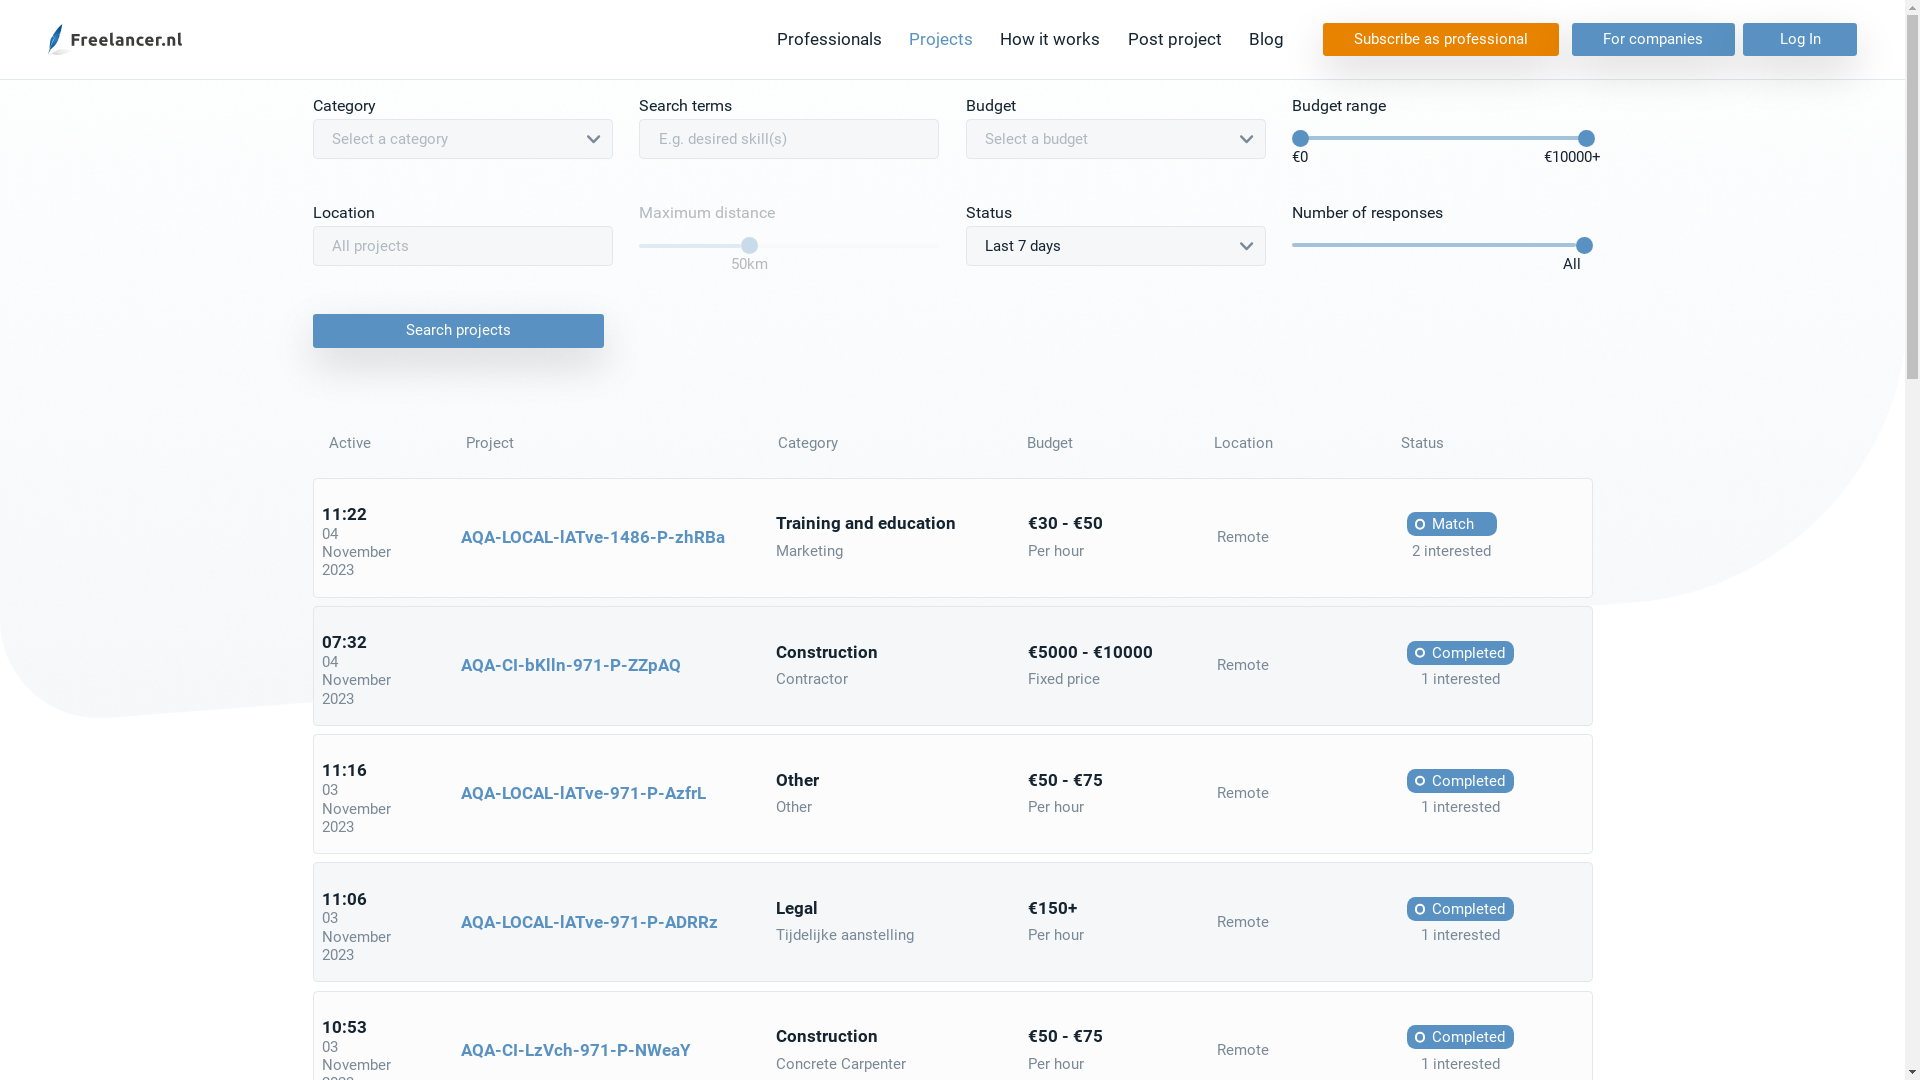 Freelancer.nl
Professionals Projects How it works Post project Blog Subscribe as professional For companies Log In
Category Search terms Budget Budget range
Select a category E.g. desired skill(s) Select a budget
€0 €10000+
Location Maximum distance Status Number of responses
All projects Last 7 days
50km All
Search projects
Active Project Category Budget Location Status
11:22
04
November
2023
AQA-LOCAL-lATve-1486-P-zhRBa
Training and education
Marketing
€30 - €50
Per hour
Remote
Match
2 interested
07:32
04
November
2023
AQA-CI-bKlln-971-P-ZZpAQ
Construction
Contractor
€5000 - €10000
Fixed price
Remote
Completed
1 interested
11:16
03
November
2023
AQA-LOCAL-lATve-971-P-AzfrL
Other
Other
€50 - €75
Per hour
Remote
Completed
1 interested
11:06
03
November
2023
AQA-LOCAL-lATve-971-P-ADRRz
Legal
Tijdelijke aanstelling
€150+
Per hour
Remote
Completed
1 interested
10:53
03
November
AQA-CI-LzVch-971-P-NWeaY
Construction
Concrete Carpenter
€50 - €75
Per hour
Remote
Completed
1 interested